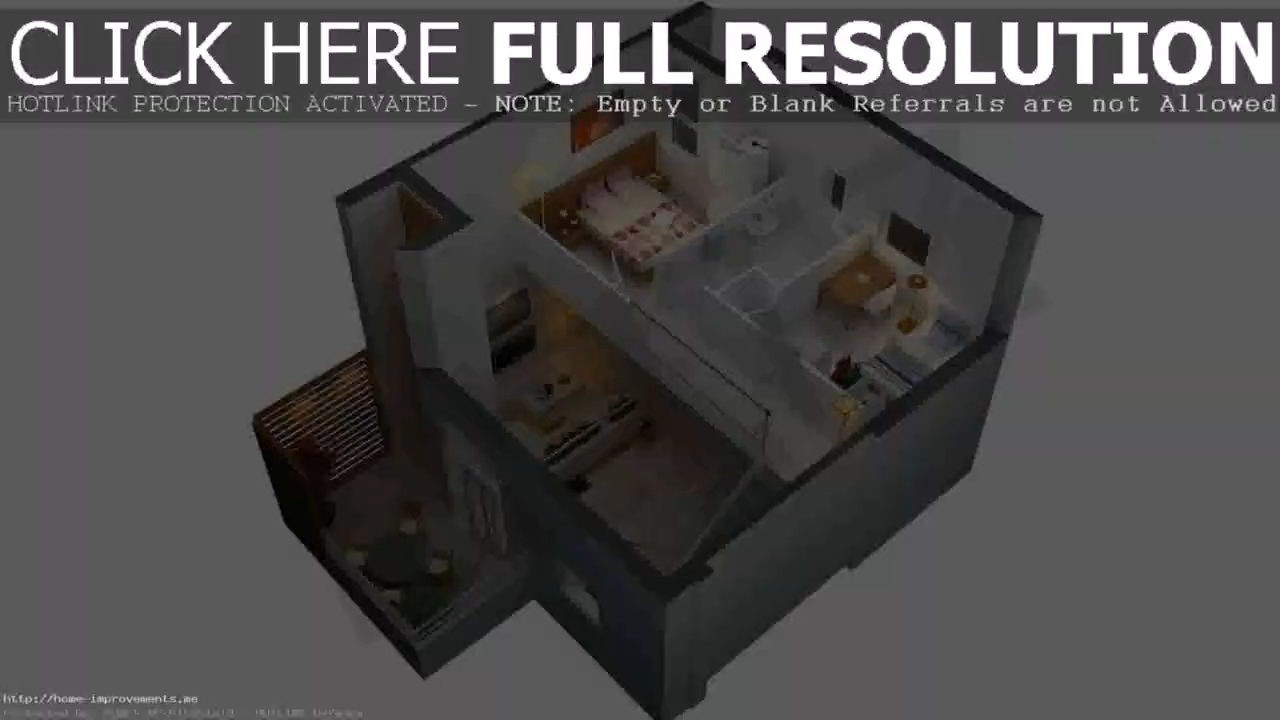 CLICK HERE FULL RESOLUTION
HOTLINK PROTECTION ACTIVATED – NOTE: Empty or Blank Referrals are not Allowed
http://home-improvements.me